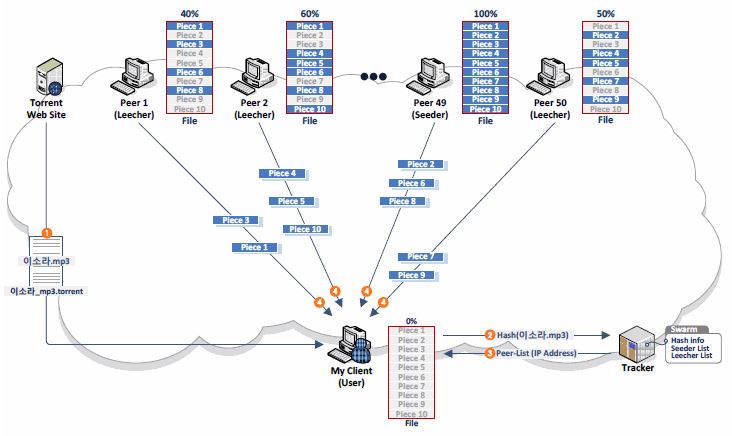 40%
60%
100%
50%
Piece 1
Piece 2
Piece 3
Piece 4
Piece 5
Piece 6
Piece 7
Piece 8
Piece 9
Piece 10
File
Piece 1
Piece 2
Piece 3
Piece 4
Piece 5
Piece 6
Piece 7
Piece 8
Piece 9
Piece 10
File
Piece 1
Piece 2
Piece 3
Piece 4
Piece 5
Piece 6
Piece 7
Piece 8
Piece 9
Piece 10
File
Piece 1
Piece 2
Piece 3
Piece 4
Piece 5
Piece 6
Piece 7
Piece 8
Piece 9
Piece 10
File
Torrent
Web Site
Peer 1
(Leecher)
Peer 2
(Leecher)
Peer 49
(Seeder)
Peer 50
(Leecher)
Piece 4
Piece 5
Piece 10
Piece 3
Piece 1
Piece 2
Piece 6
Piece 8
Piece 7
Piece 9
1
이소라.mp3
이소라_mp3.torrent
4
4
4
4
My Client
(User)
0%
Piece 1
Piece 2
Piece 3
Piece 4
Piece 5
Piece 6
Piece 7
Piece 8
Piece 9
Piece 10
File
2 Hash(이소라.mp3)
3 Peer-List (IP Address)
Tracker
Swarm
Hash info
Seeder List
Leecher List